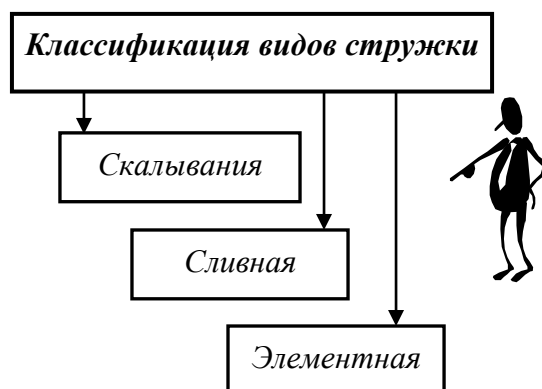 Классификация видов стружки
Скалывания
Сливная
Элементная